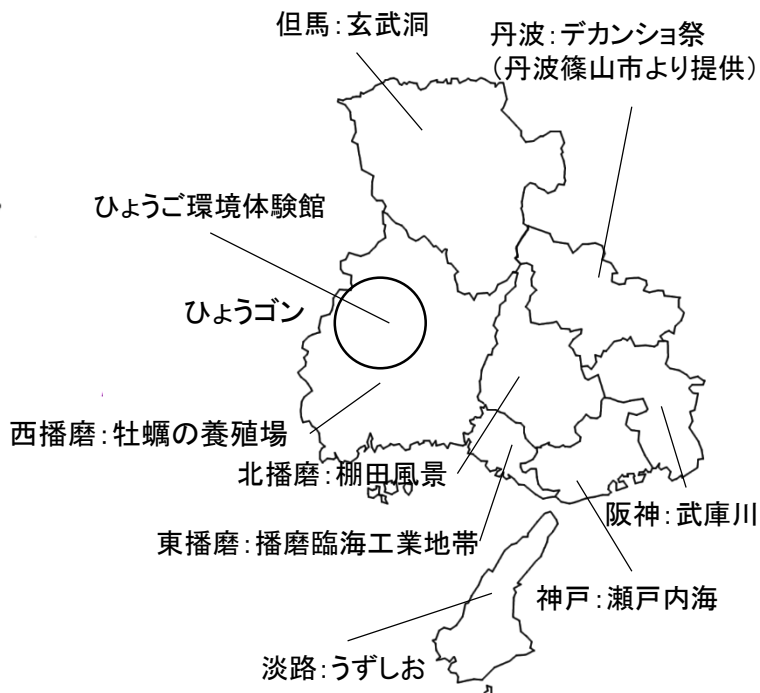 但馬：玄武洞
丹波：デカンショ祭
（丹波篠山市より提供）
ひょうご環境体験館
ひょうゴン
西播磨：牡蠣の養殖場
北播磨：棚田風景
阪神：武庫川
東播磨：播磨臨海工業地帯
神戸：瀬戸内海
淡路：うずしお